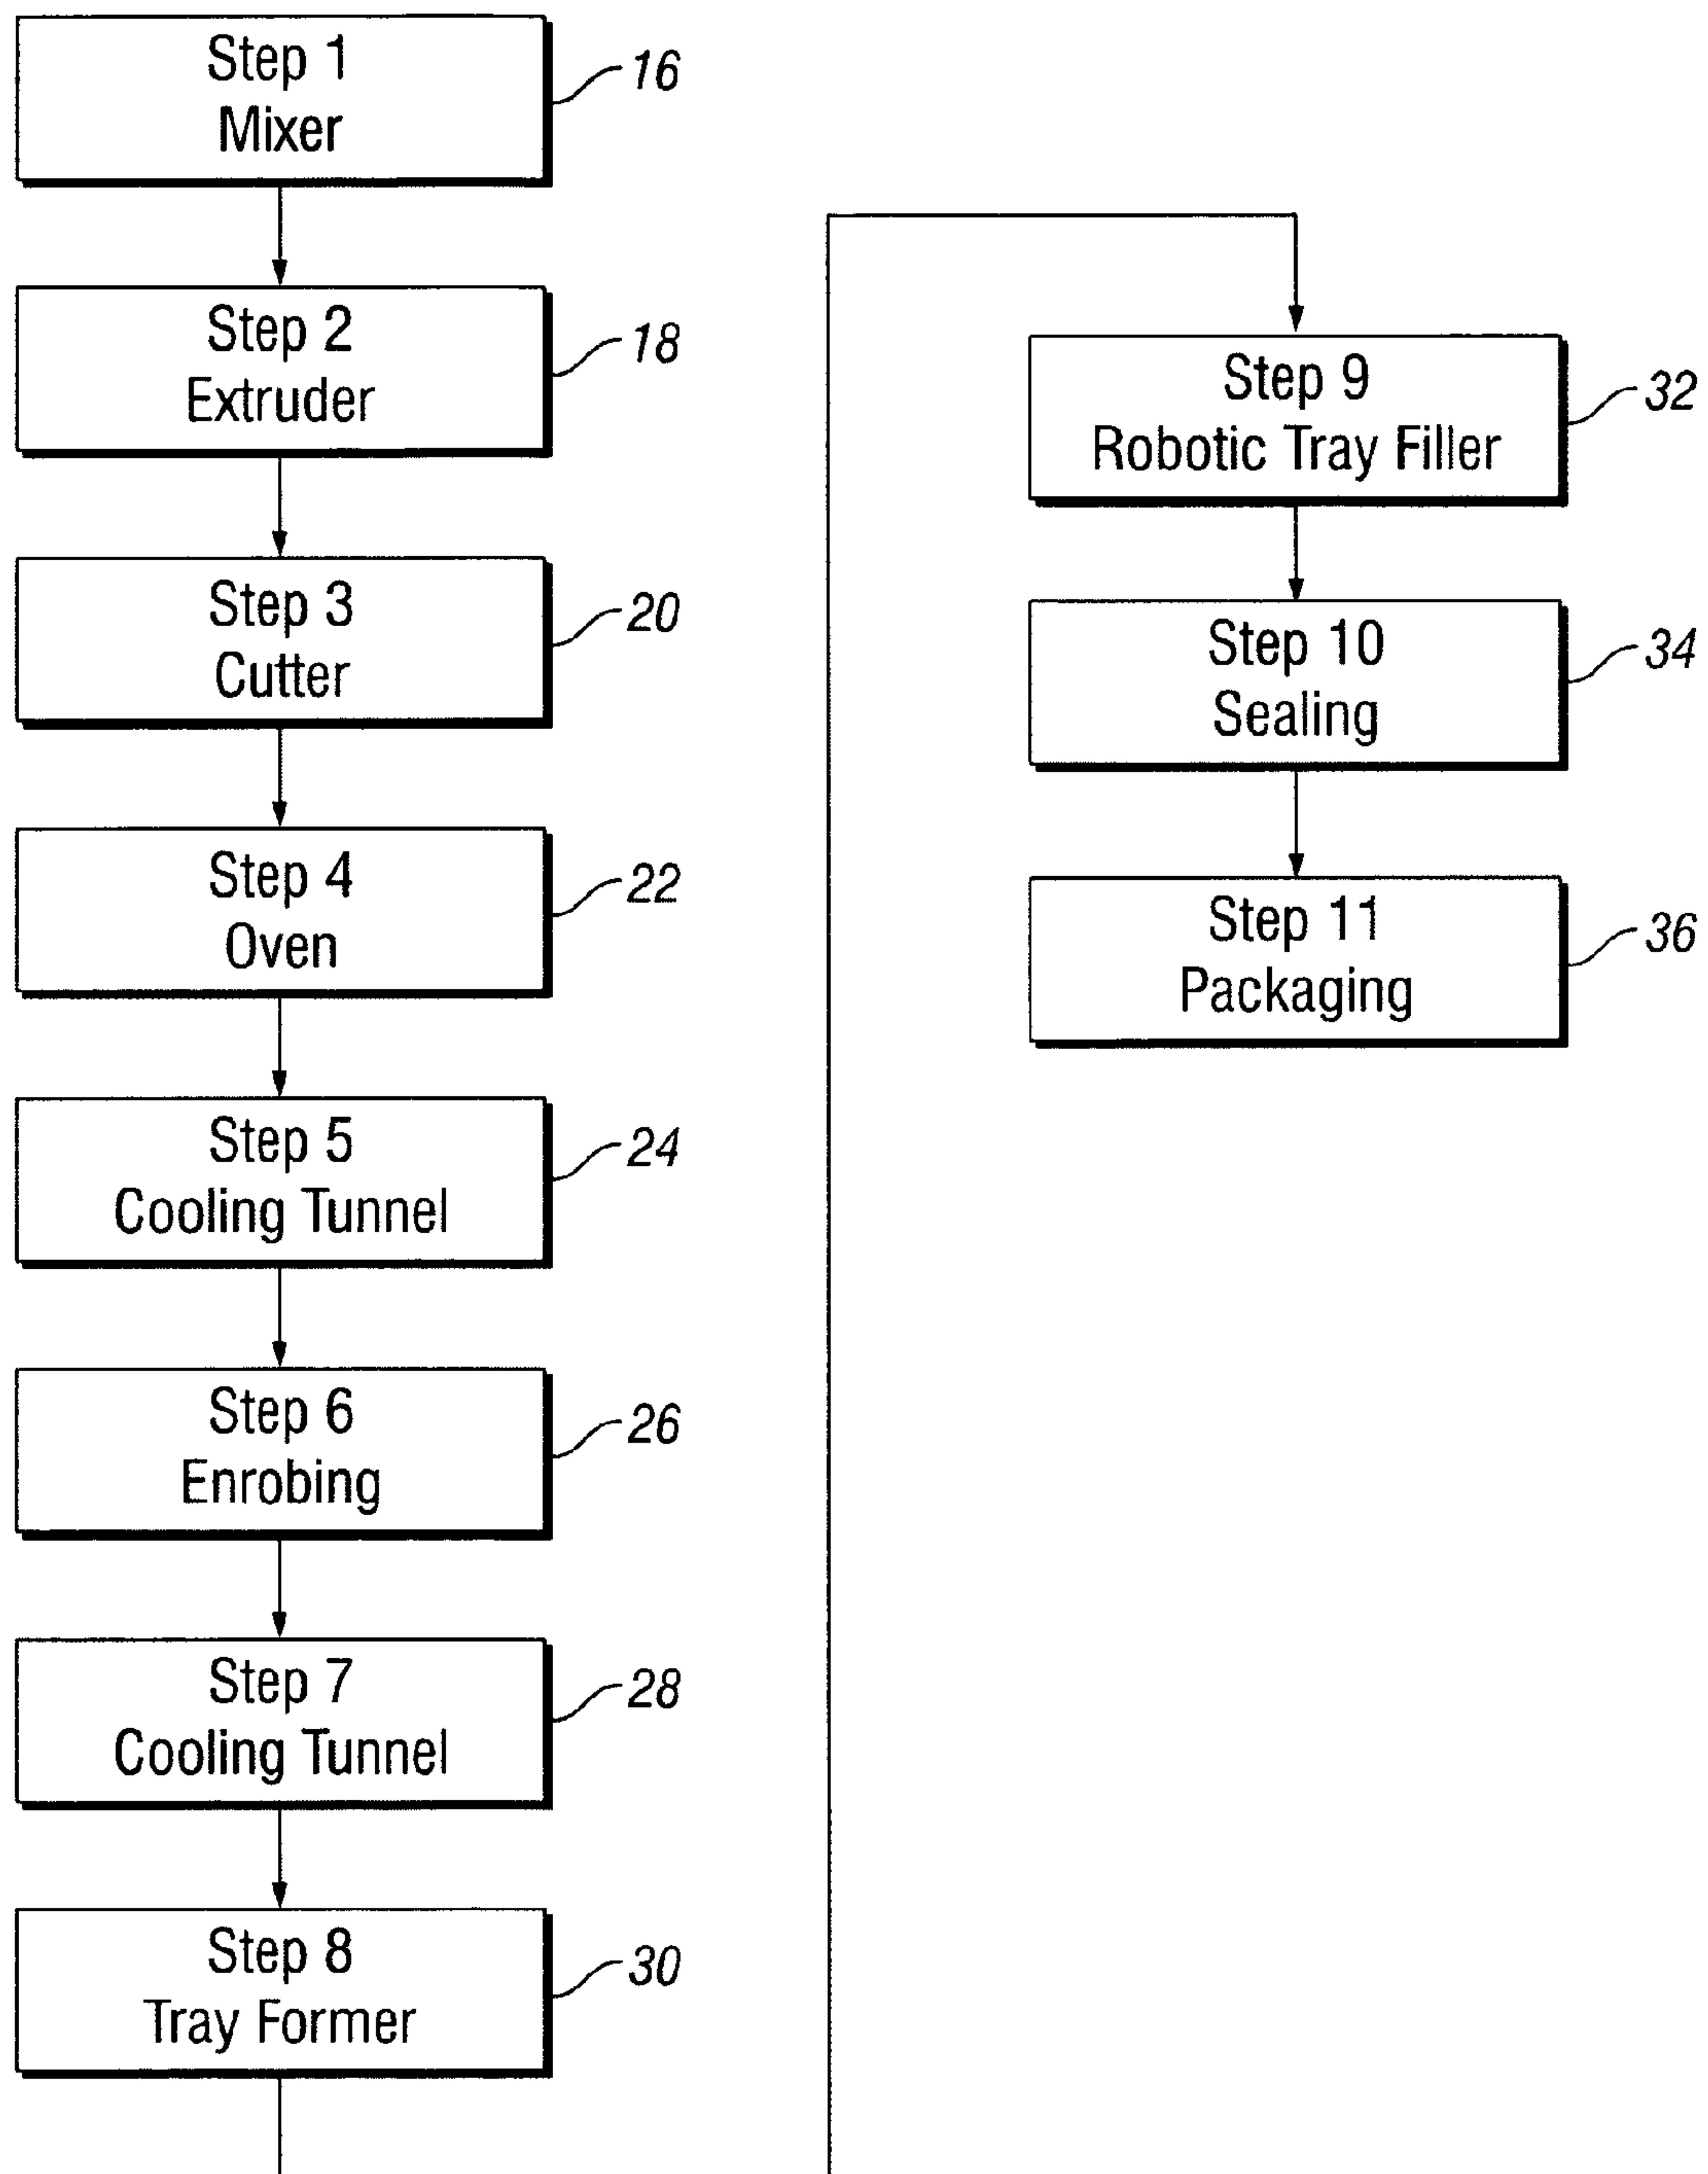 Step 1
Mixer
16
Step 2
Extruder
18
Step 3
Cutter
20
Step 4
Oven
22
Step 5
Cooling Tunnel
24
Step 6
Enrobing
26
Step 7
Cooling Tunnel
28
Step 8
Tray Former
30
Step 9
Robotic Tray Filler
32
Step 10
Sealing
34
Step 11
Packaging
36